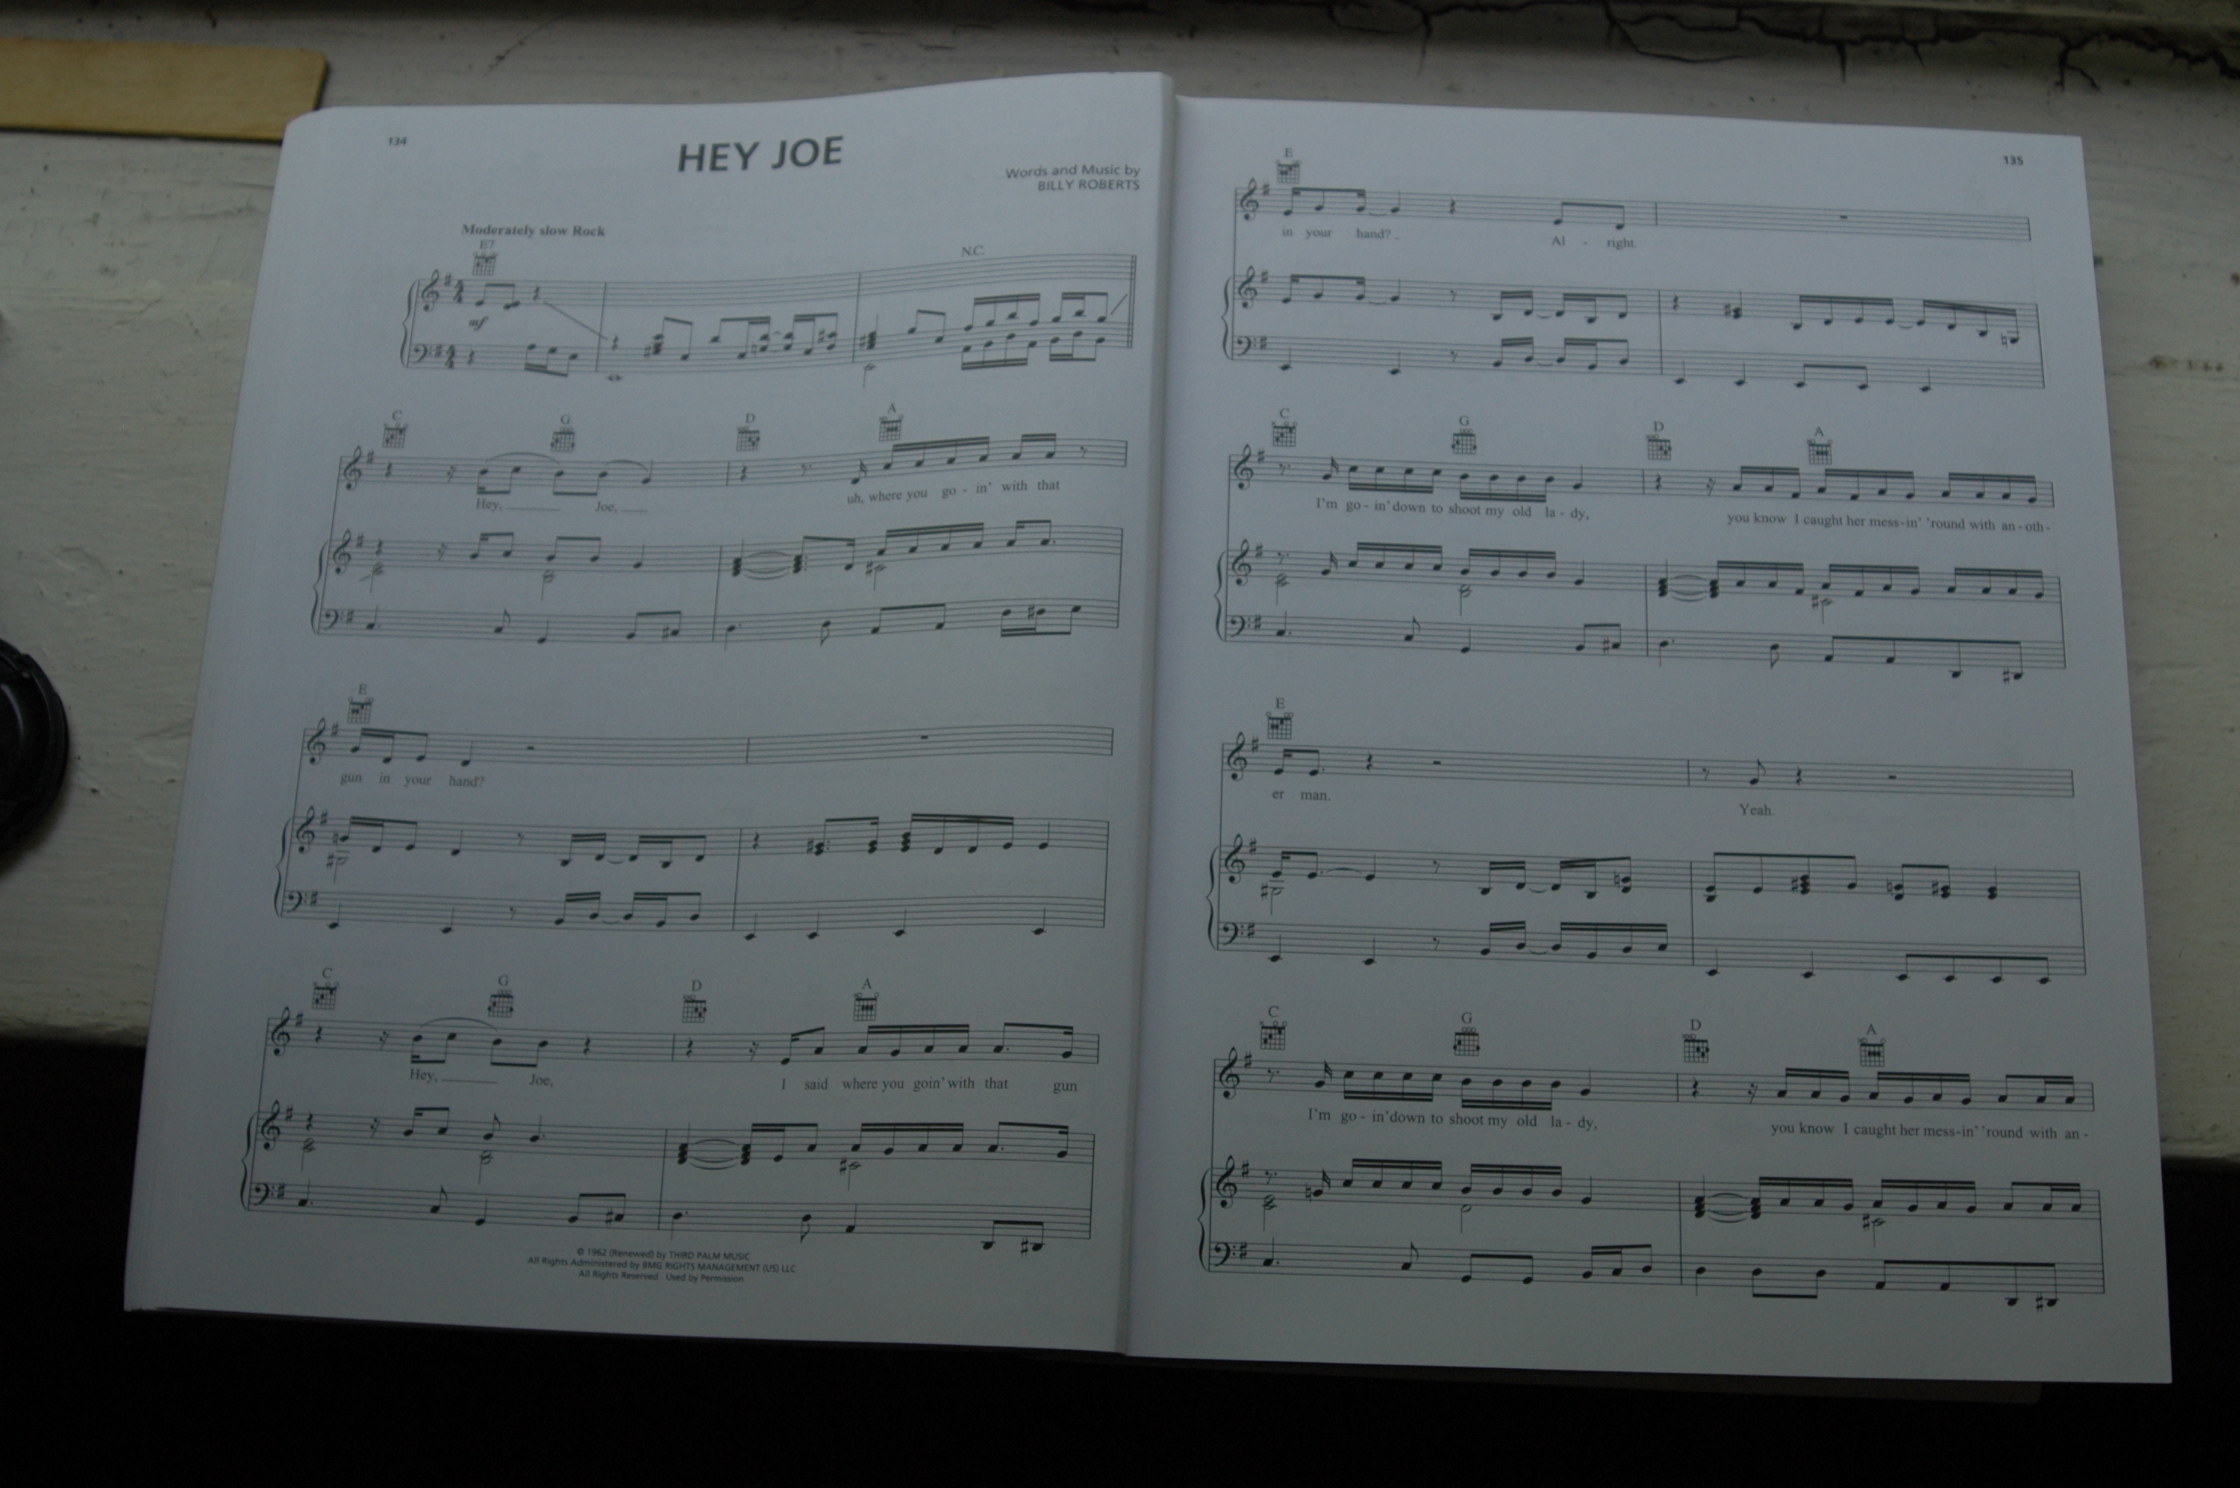 134
HEY JOE
Words and Music by
BILLY ROBERTS
Moderately slow Rock
E7
N.C.
mf
C G D A
Hey, Joe, uh, where you go - in' with that
E
gun in your hand?
C G D A
Hey, Joe, I said where you goin' with that gun
© 1962 (Renewed) by THIRD PALM MUSIC
All Rights Administered by BMG RIGHTS MANAGEMENT (US) LLC
All Rights Reserved Used by Permission
135
E
in your hand? Al - right.
C G D A
I'm go - in' down to shoot my old la - dy, you know I caught her mess-in' 'round with an-oth-
E
er man. Yeah.
C G D A
I'm go - in' down to shoot my old la - dy, you know I caught her mess-in' 'round with an -